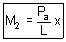 M₂ = Pₐ/L x